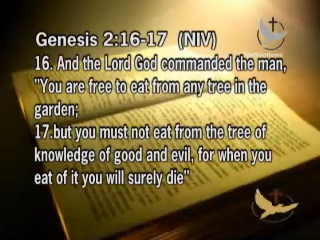 Genesis 2:16-17 (NIV)
16. And the Lord God commanded the man,
"You are free to eat from any tree in the
garden;
17.but you must not eat from the tree of
knowledge of good and evil, for when you
eat of it you will surely die"